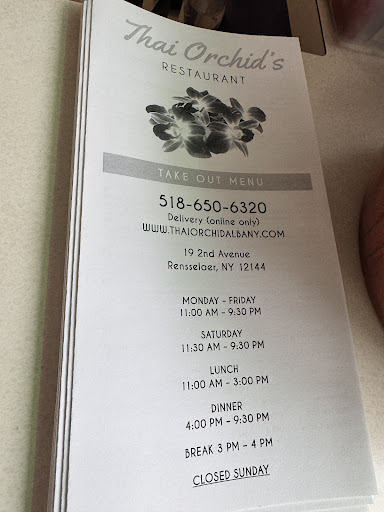 Thai Orchid's
RESTAURANT
TAKE OUT MENU
518-650-6320
Delivery (online only)
WWW.THAIORCHIDALBANY.COM
19 2nd Avenue
Rensselaer, NY 12144
MONDAY - FRIDAY
11:00 AM - 9:30 PM
SATURDAY
11:30 AM - 9:30 PM
LUNCH
11:00 AM - 3:00 PM
DINNER
4:00 PM - 9:30 PM
BREAK 3 PM - 4 PM
CLOSED SUNDAY